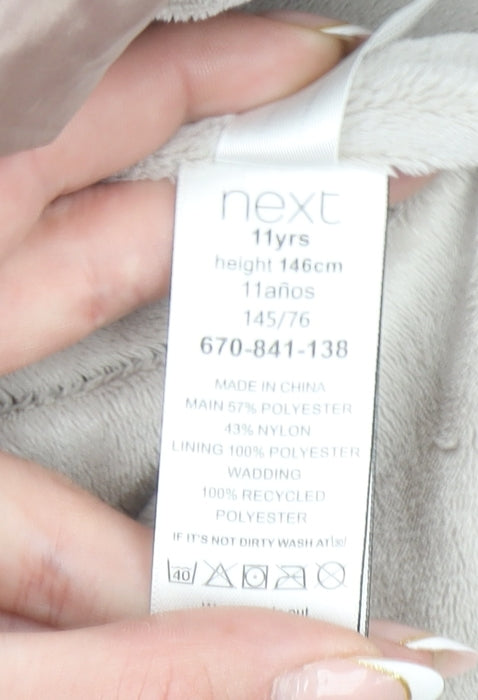 next
11yrs
height 146cm
11años
145/76
670-841-138
MADE IN CHINA
MAIN 57% POLYESTER
43% NYLON
LINING 100% POLYESTER
WADDING
100% RECYCLED
POLYESTER
IF IT'S NOT DIRTY WASH AT 30
40